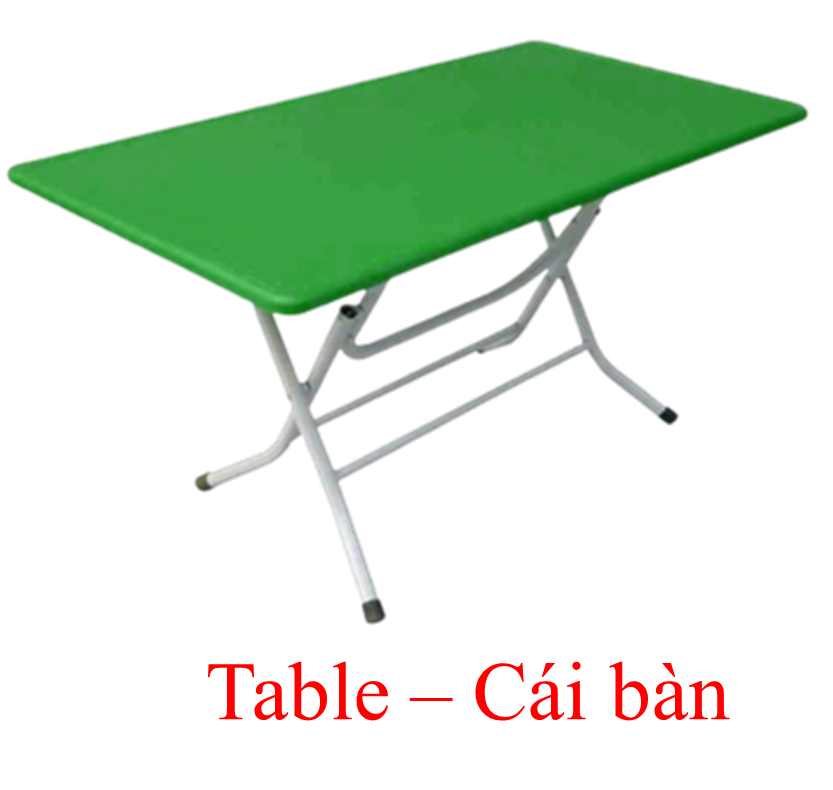 Table – Cái bàn